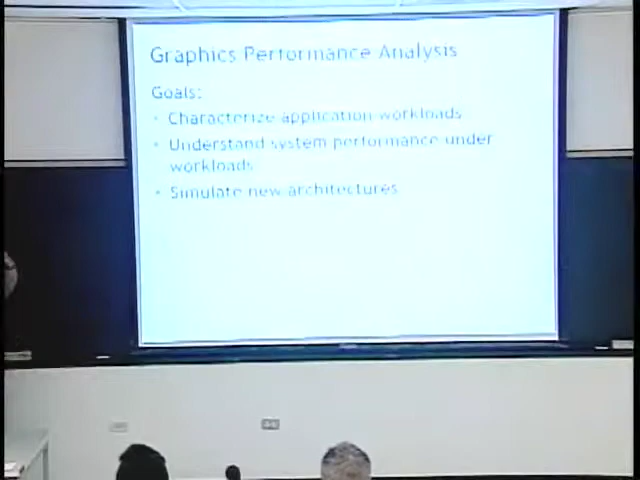 Graphics Performance Analysis
Goals:
• Characterize application workloads
• Understand system performance under
workloads
• Simulate new architectures